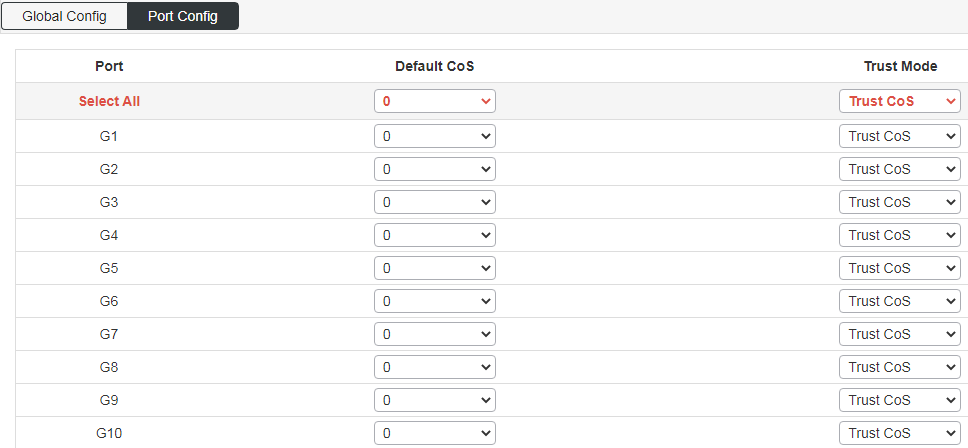 Global Config Port Config
Port Default CoS Trust Mode
Select All 0 Trust CoS
G1 0 Trust CoS
G2 0 Trust CoS
G3 0 Trust CoS
G4 0 Trust CoS
G5 0 Trust CoS
G6 0 Trust CoS
G7 0 Trust CoS
G8 0 Trust CoS
G9 0 Trust CoS
G10 0 Trust CoS